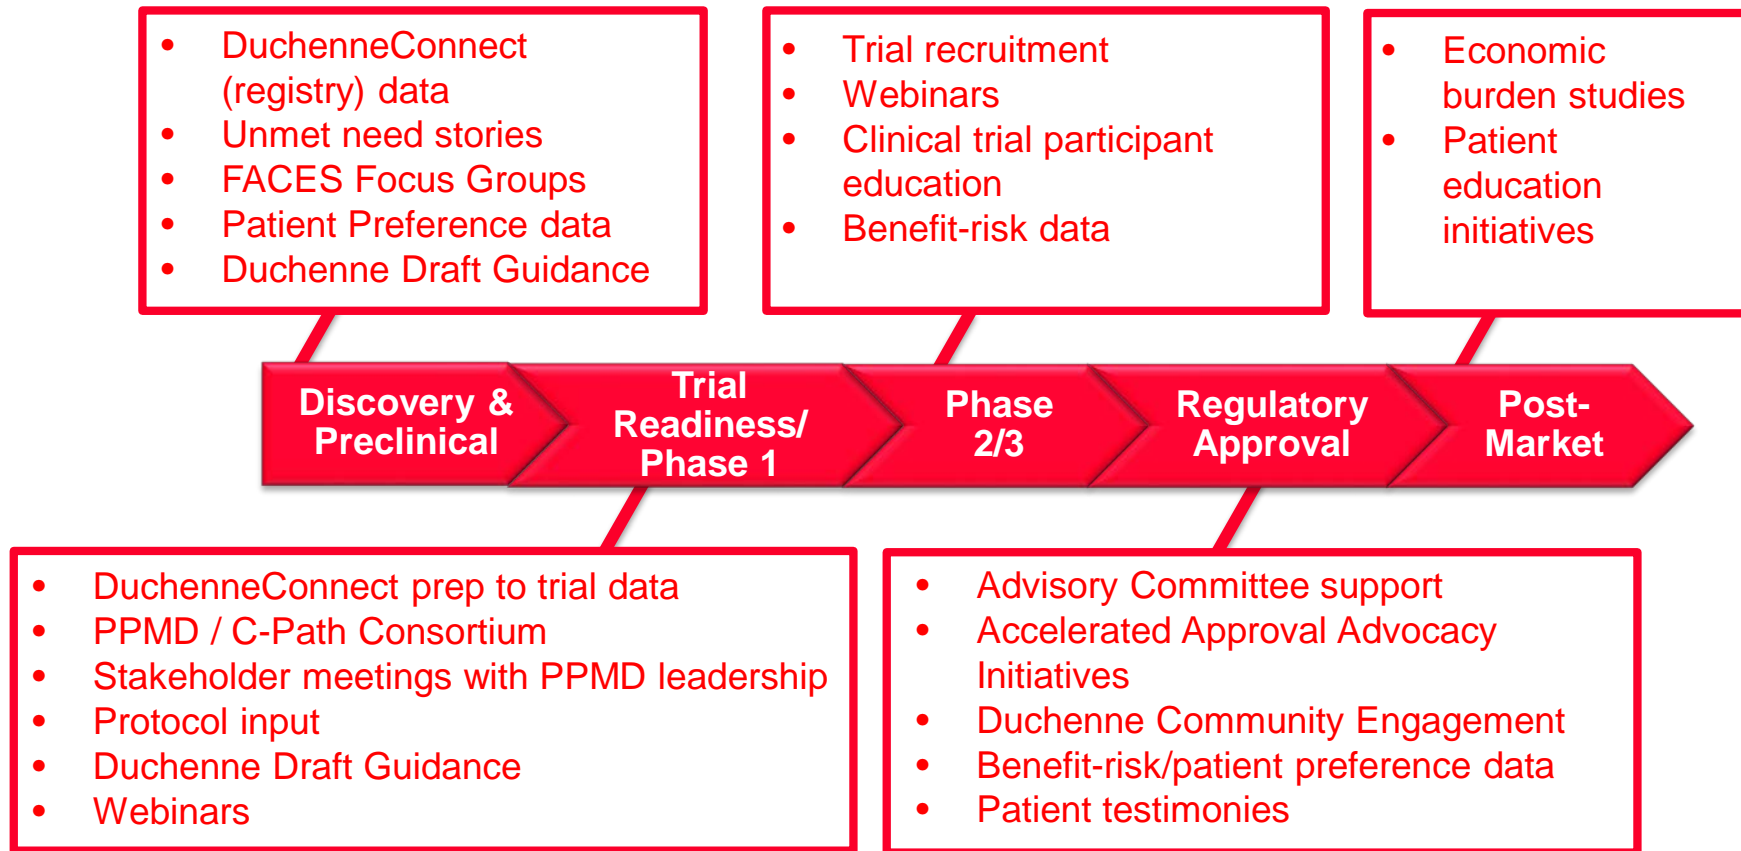 • DuchenneConnect
(registry) data
• Unmet need stories
• FACES Focus Groups
• Patient Preference data
• Duchenne Draft Guidance
• Trial recruitment
• Webinars
• Clinical trial participant
education
• Benefit-risk data
• Economic
burden studies
• Patient
education
initiatives
Discovery &
Preclinical
Trial
Readiness/
Phase 1
Phase
2/3
Regulatory
Approval
Post-
Market
• DuchenneConnect prep to trial data
• PPMD / C-Path Consortium
• Stakeholder meetings with PPMD leadership
• Protocol input
• Duchenne Draft Guidance
• Webinars
• Advisory Committee support
• Accelerated Approval Advocacy
Initiatives
• Duchenne Community Engagement
• Benefit-risk/patient preference data
• Patient testimonies